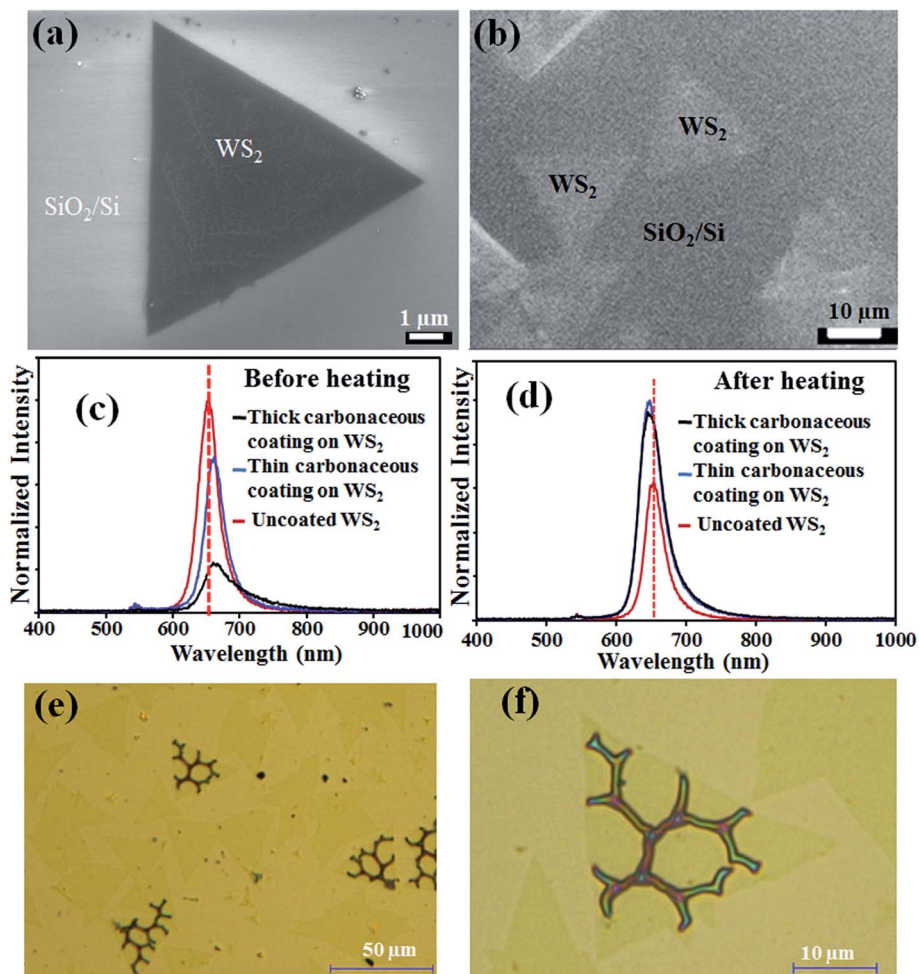 (a)
WS2
SiO2/Si
1 μm
(b)
WS2
WS2
SiO2/Si
10 μm
(c)
Before heating
Thick carbonaceous
coating on WS2
Thin carbonaceous
coating on WS2
Uncoated WS2
Normalized Intensity
400 500 600 700 800 900 1000
Wavelength (nm)
(d)
After heating
Thick carbonaceous
coating on WS2
Thin carbonaceous
coating on WS2
Uncoated WS2
Normalized Intensity
400 500 600 700 800 900 1000
Wavelength (nm)
(e)
50 μm
(f)
10 μm